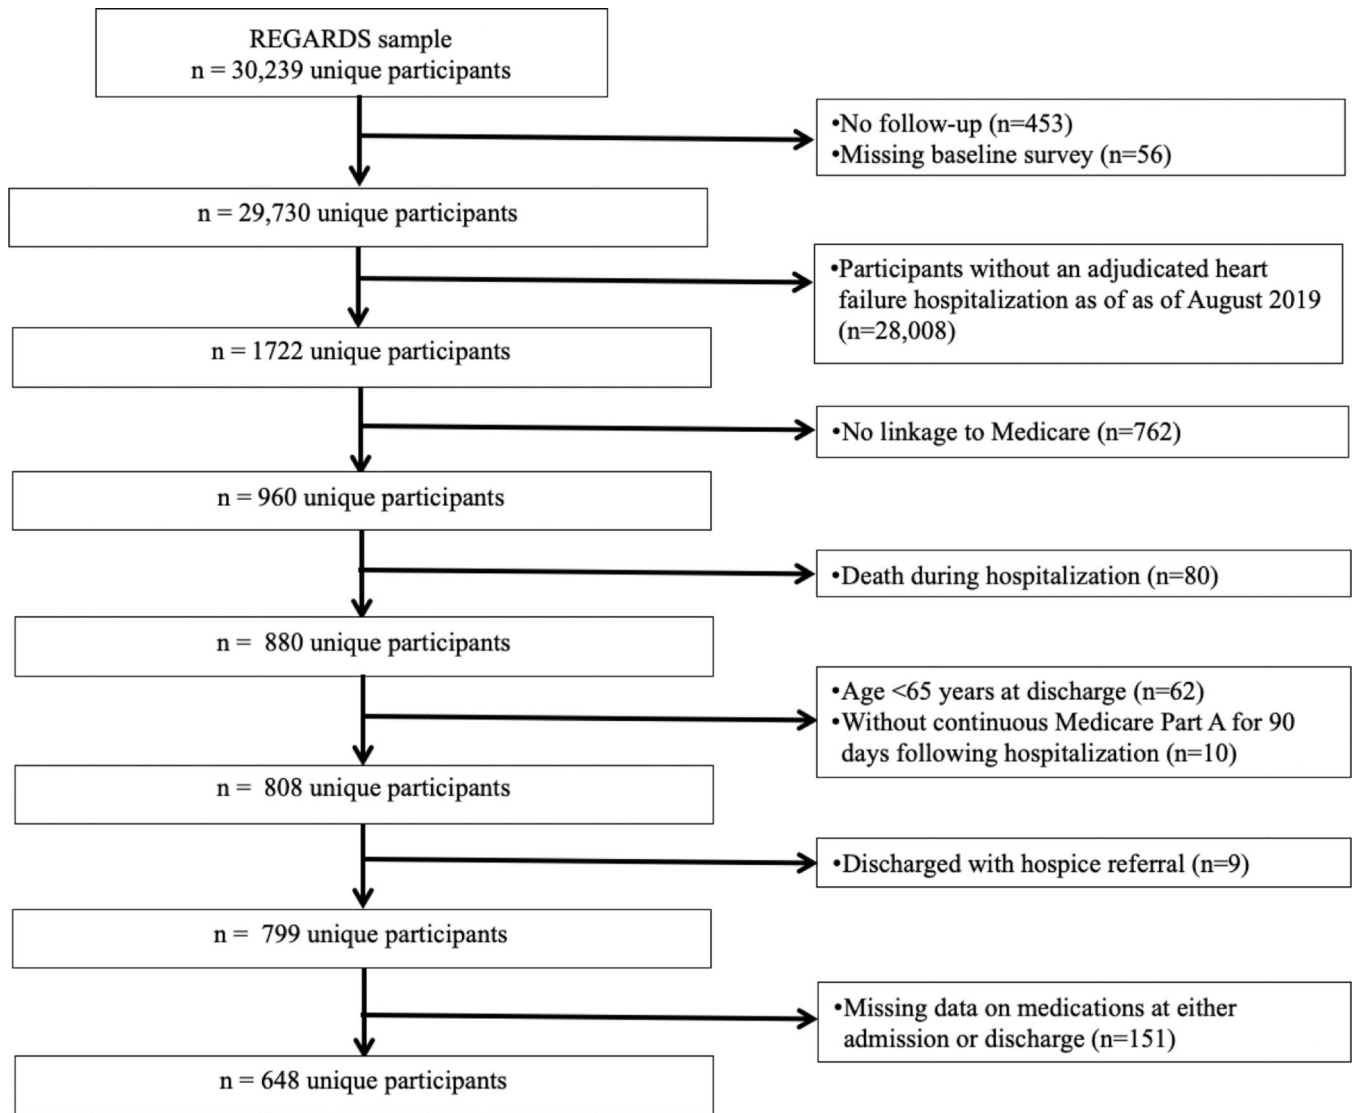 REGARDS sample
n = 30,239 unique participants
•No follow-up (n=453)
•Missing baseline survey (n=56)
n = 29,730 unique participants
•Participants without an adjudicated heart
failure hospitalization as of as of August 2019
(n=28,008)
n = 1722 unique participants
•No linkage to Medicare (n=762)
n = 960 unique participants
•Death during hospitalization (n=80)
n = 880 unique participants
•Age <65 years at discharge (n=62)
•Without continuous Medicare Part A for 90
days following hospitalization (n=10)
n = 808 unique participants
•Discharged with hospice referral (n=9)
n = 799 unique participants
•Missing data on medications at either
admission or discharge (n=151)
n = 648 unique participants